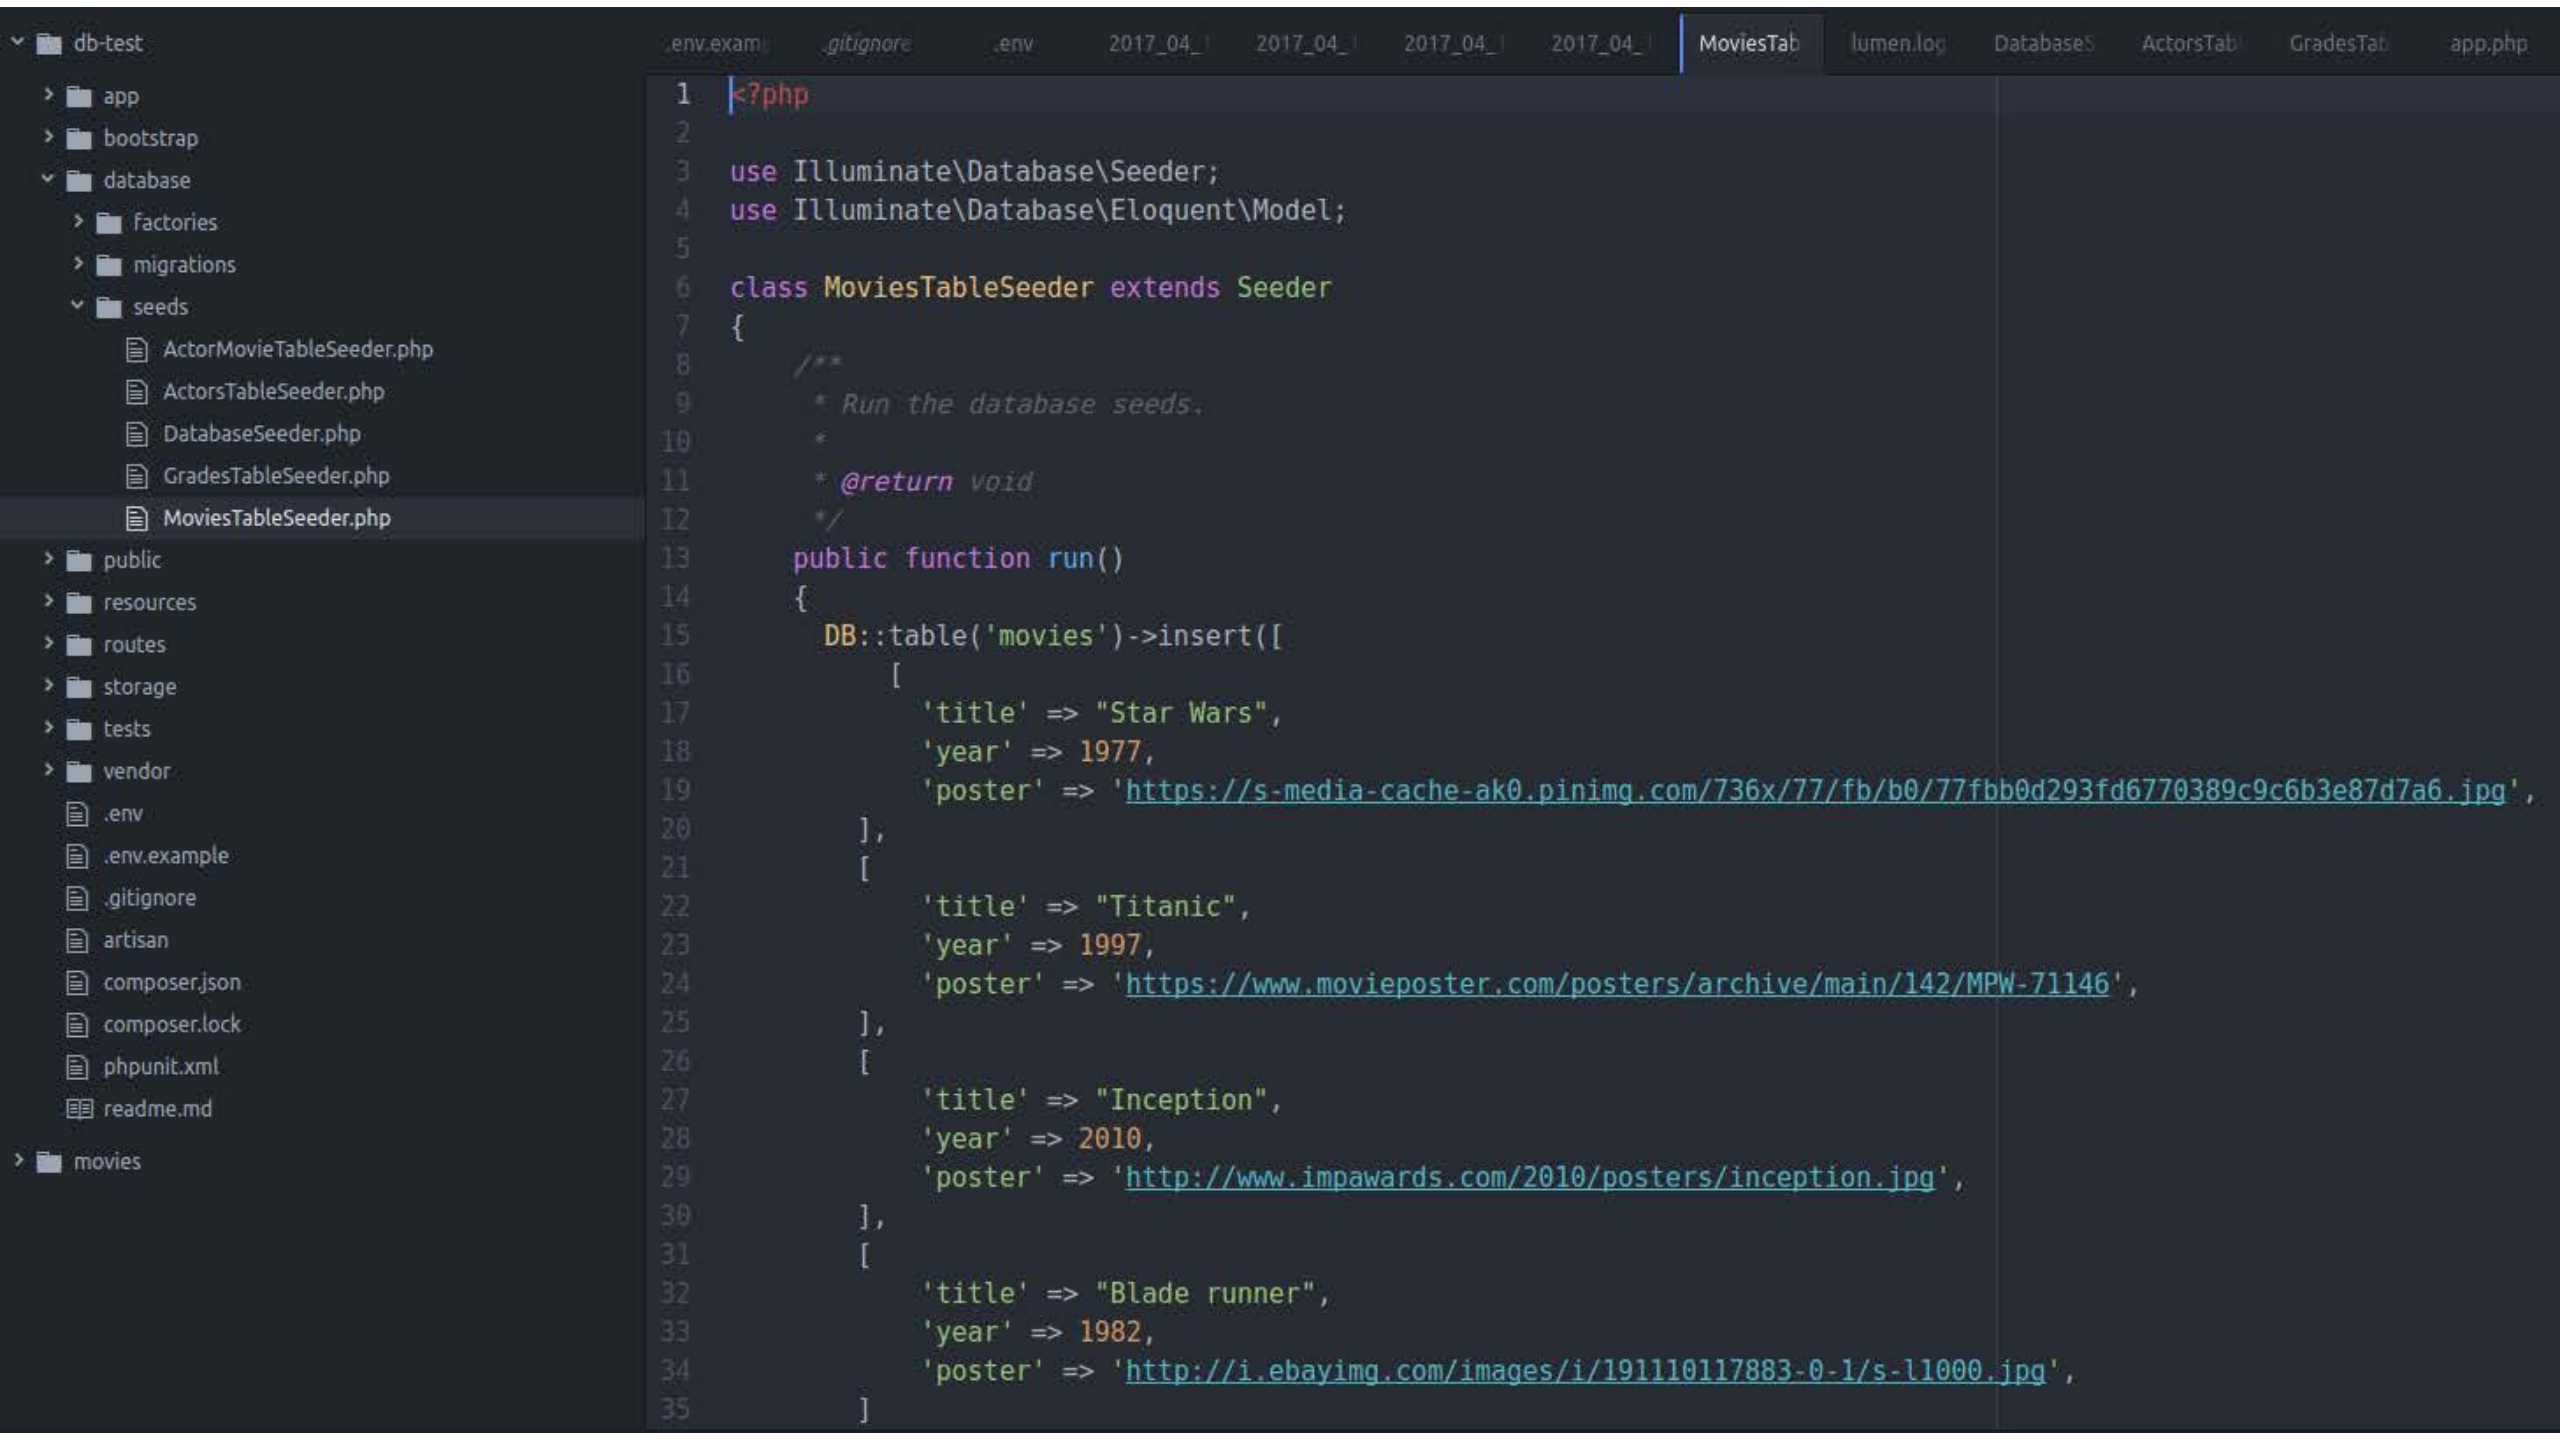 db-test
app
bootstrap
database
factories
migrations
seeds
ActorMovieTableSeeder.php
ActorsTableSeeder.php
DatabaseSeeder.php
GradesTableSeeder.php
MoviesTableSeeder.php
public
resources
routes
storage
tests
vendor
.env
.env.example
.gitignore
artisan
composer.json
composer.lock
phpunit.xml
readme.md
movies
.env.exam .gitignore .env 2017_04_ 2017_04_ 2017_04_ 2017_04_ MoviesTab lumen.log DatabaseS ActorsTab GradesTab app.php
1 <?php
2
3 use Illuminate\Database\Seeder;
4 use Illuminate\Database\Eloquent\Model;
5
6 class MoviesTableSeeder extends Seeder
7 {
8 /**
9 * Run the database seeds.
10 *
11 * @return void
12 */
13 public function run()
14 {
15 DB::table('movies')->insert([
16 [
17 'title' => "Star Wars",
18 'year' => 1977,
19 'poster' => 'https://s-media-cache-ak0.pinimg.com/736x/77/fb/b0/77fbb0d293fd6770389c9c6b3e87d7a6.jpg',
20 ],
21 [
22 'title' => "Titanic",
23 'year' => 1997,
24 'poster' => 'https://www.movieposter.com/posters/archive/main/142/MPW-71146',
25 ],
26 [
27 'title' => "Inception",
28 'year' => 2010,
29 'poster' => 'http://www.impawards.com/2010/posters/inception.jpg',
30 ],
31 [
32 'title' => "Blade runner",
33 'year' => 1982,
34 'poster' => 'http://i.ebayimg.com/images/i/191110117883-0-1/s-l1000.jpg',
35 ]